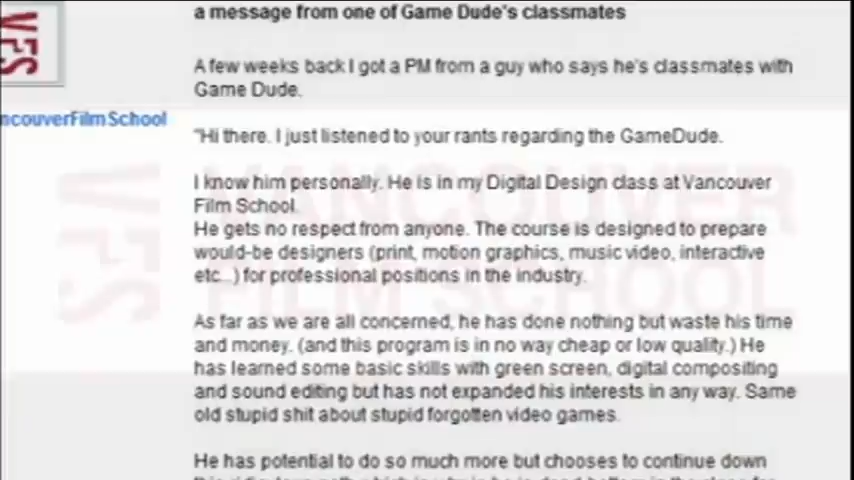 a message from one of Game Dude's classmates
VFS
A few weeks back I got a PM from a guy who says he's classmates with
Game Dude.
ncouverFilmSchool
"Hi there. I just listened to your rants regarding the GameDude.
I know him personally. He is in my Digital Design class at Vancouver
Film School.
He gets no respect from anyone. The course is designed to prepare
would-be designers (print, motion graphics, music video, interactive
etc...) for professional positions in the industry.
VFS
VANCOUVER
FILM SCHOOL
As far as we are all concerned, he has done nothing but waste his time
and money. (and this program is in no way cheap or low quality.) He
has learned some basic skills with green screen, digital compositing
and sound editing but has not expanded his interests in any way. Same
old stupid shit about stupid forgotten video games.
He has potential to do so much more but chooses to continue down